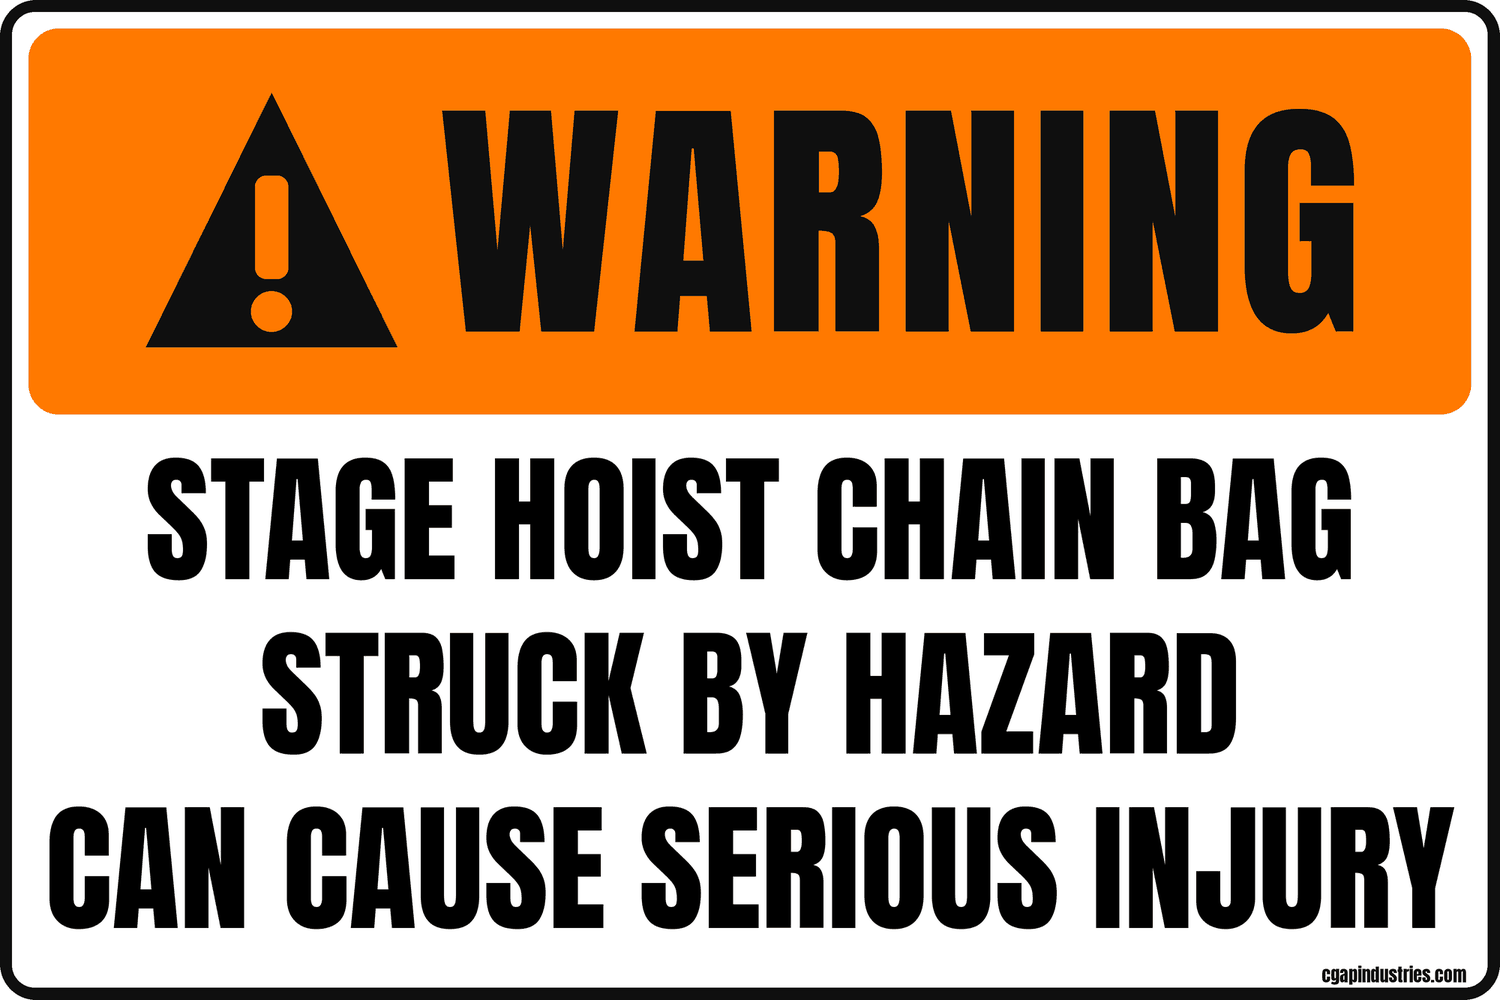 WARNING
STAGE HOIST CHAIN BAG
STRUCK BY HAZARD
CAN CAUSE SERIOUS INJURY
cgapindustries.com